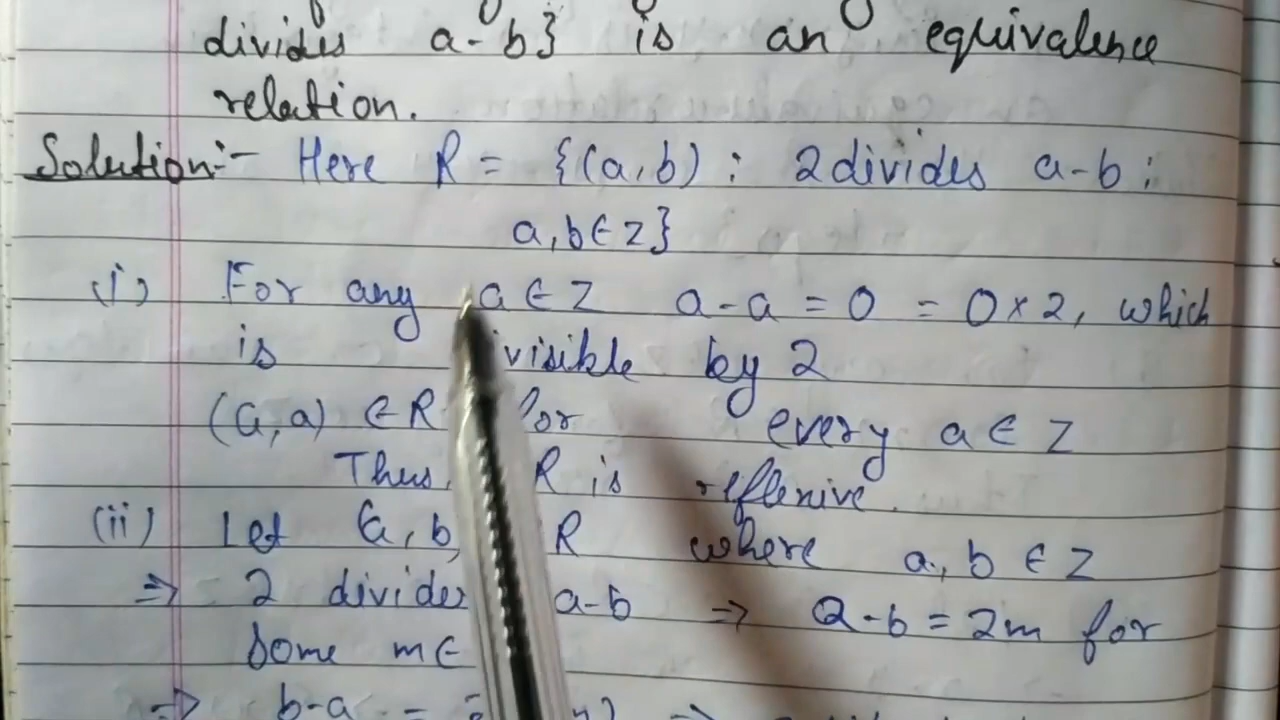 divides a-b} is an equivalence
relation.
Solution:- Here R = {(a,b) : 2 divides a-b :
a,b∈Z}
(i) For any a∈Z a-a = 0 = 0×2, which
is visible by 2
(a,a) ∈R for every a∈Z
Thus, R is reflexive.
(ii) Let (a,b R where a,b ∈Z
⇒ 2 divides a-b ⇒ a-b = 2m for
some m∈
⇒ b-a =